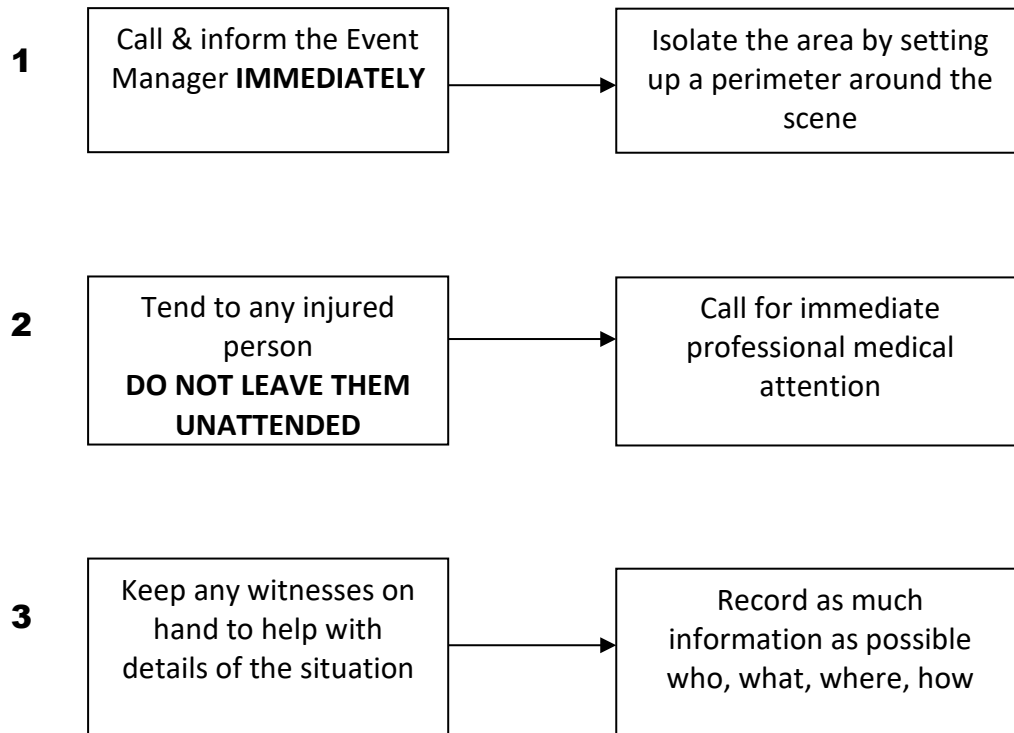 1
Call & inform the Event
Manager IMMEDIATELY
Isolate the area by setting
up a perimeter around the
scene
2
Tend to any injured
person
DO NOT LEAVE THEM
UNATTENDED
Call for immediate
professional medical
attention
3
Keep any witnesses on
hand to help with
details of the situation
Record as much
information as possible
who, what, where, how